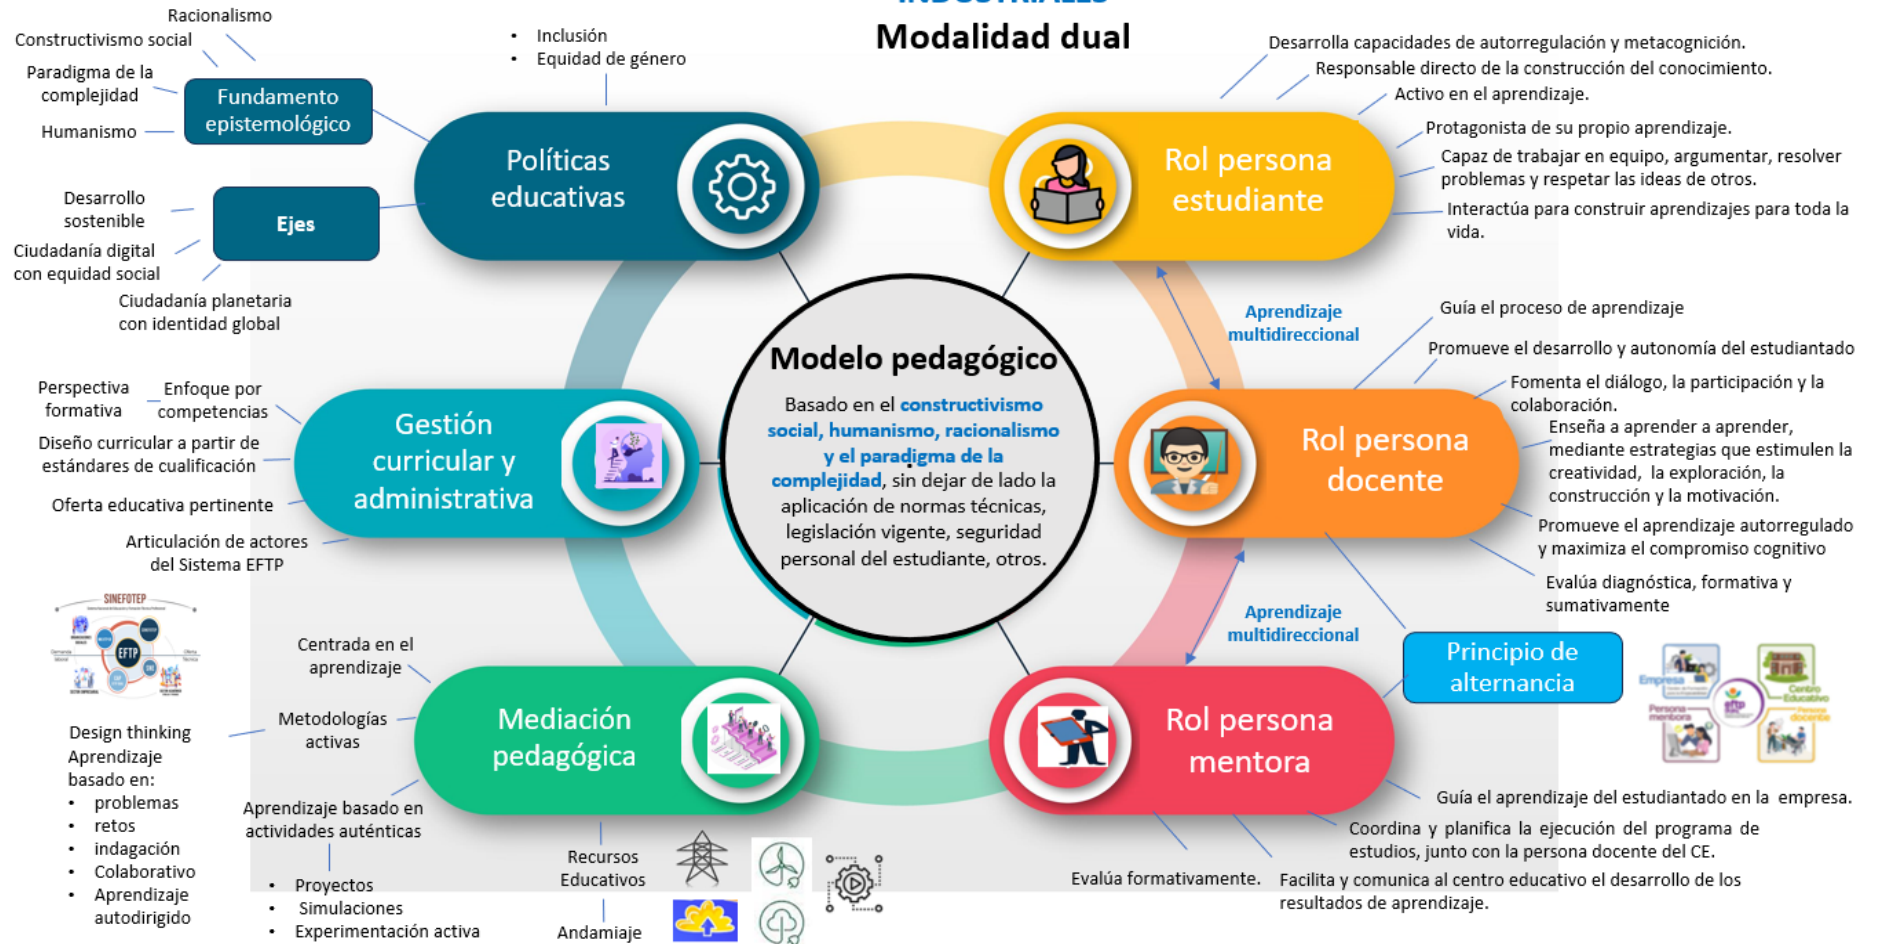 INDUSTRIALES
Modalidad dual
Racionalismo
Constructivismo social
Paradigma de la
complejidad
Humanismo
Fundamento
epistemológico
• Inclusión
• Equidad de género
Políticas
educativas
Desarrollo
sostenible
Ciudadanía digital
con equidad social
Ciudadanía planetaria
con identidad global
Ejes
Rol persona
estudiante
Desarrolla capacidades de autorregulación y metacognición.
Responsable directo de la construcción del conocimiento.
Activo en el aprendizaje.
Protagonista de su propio aprendizaje.
Capaz de trabajar en equipo, argumentar, resolver
problemas y respetar las ideas de otros.
Interactúa para construir aprendizajes para toda la
vida.
Aprendizaje
multidireccional
Modelo pedagógico
Basado en el constructivismo
social, humanismo, racionalismo
y el paradigma de la
complejidad, sin dejar de lado la
aplicación de normas técnicas,
legislación vigente, seguridad
personal del estudiante, otros.
Perspectiva
formativa
Enfoque por
competencias
Diseño curricular a partir de
estándares de cualificación
Oferta educativa pertinente
Articulación de actores
del Sistema EFTP
Gestión
curricular y
administrativa
Rol persona
docente
Guía el proceso de aprendizaje
Promueve el desarrollo y autonomía del estudiantado
Fomenta el diálogo, la participación y la
colaboración.
Enseña a aprender a aprender,
mediante estrategias que estimulen la
creatividad, la exploración, la
construcción y la motivación.
Promueve el aprendizaje autorregulado
y maximiza el compromiso cognitivo
Evalúa diagnóstica, formativa y
sumativamente
Aprendizaje
multidireccional
Principio de
alternancia
Empresa
Centro
Educativo
Persona
mentora
eftp
Persona
docente
SINEFOTEP
EFTP
Centrada en el
aprendizaje
Metodologías
activas
Design thinking
Aprendizaje
basado en:
• problemas
• retos
• indagación
• Colaborativo
• Aprendizaje
autodirigido
Aprendizaje basado en
actividades auténticas
• Proyectos
• Simulaciones
• Experimentación activa
Mediación
pedagógica
Recursos
Educativos
Andamiaje
Rol persona
mentora
Guía el aprendizaje del estudiantado en la empresa.
Coordina y planifica la ejecución del programa de
estudios, junto con la persona docente del CE.
Evalúa formativamente.
Facilita y comunica al centro educativo el desarrollo de los
resultados de aprendizaje.